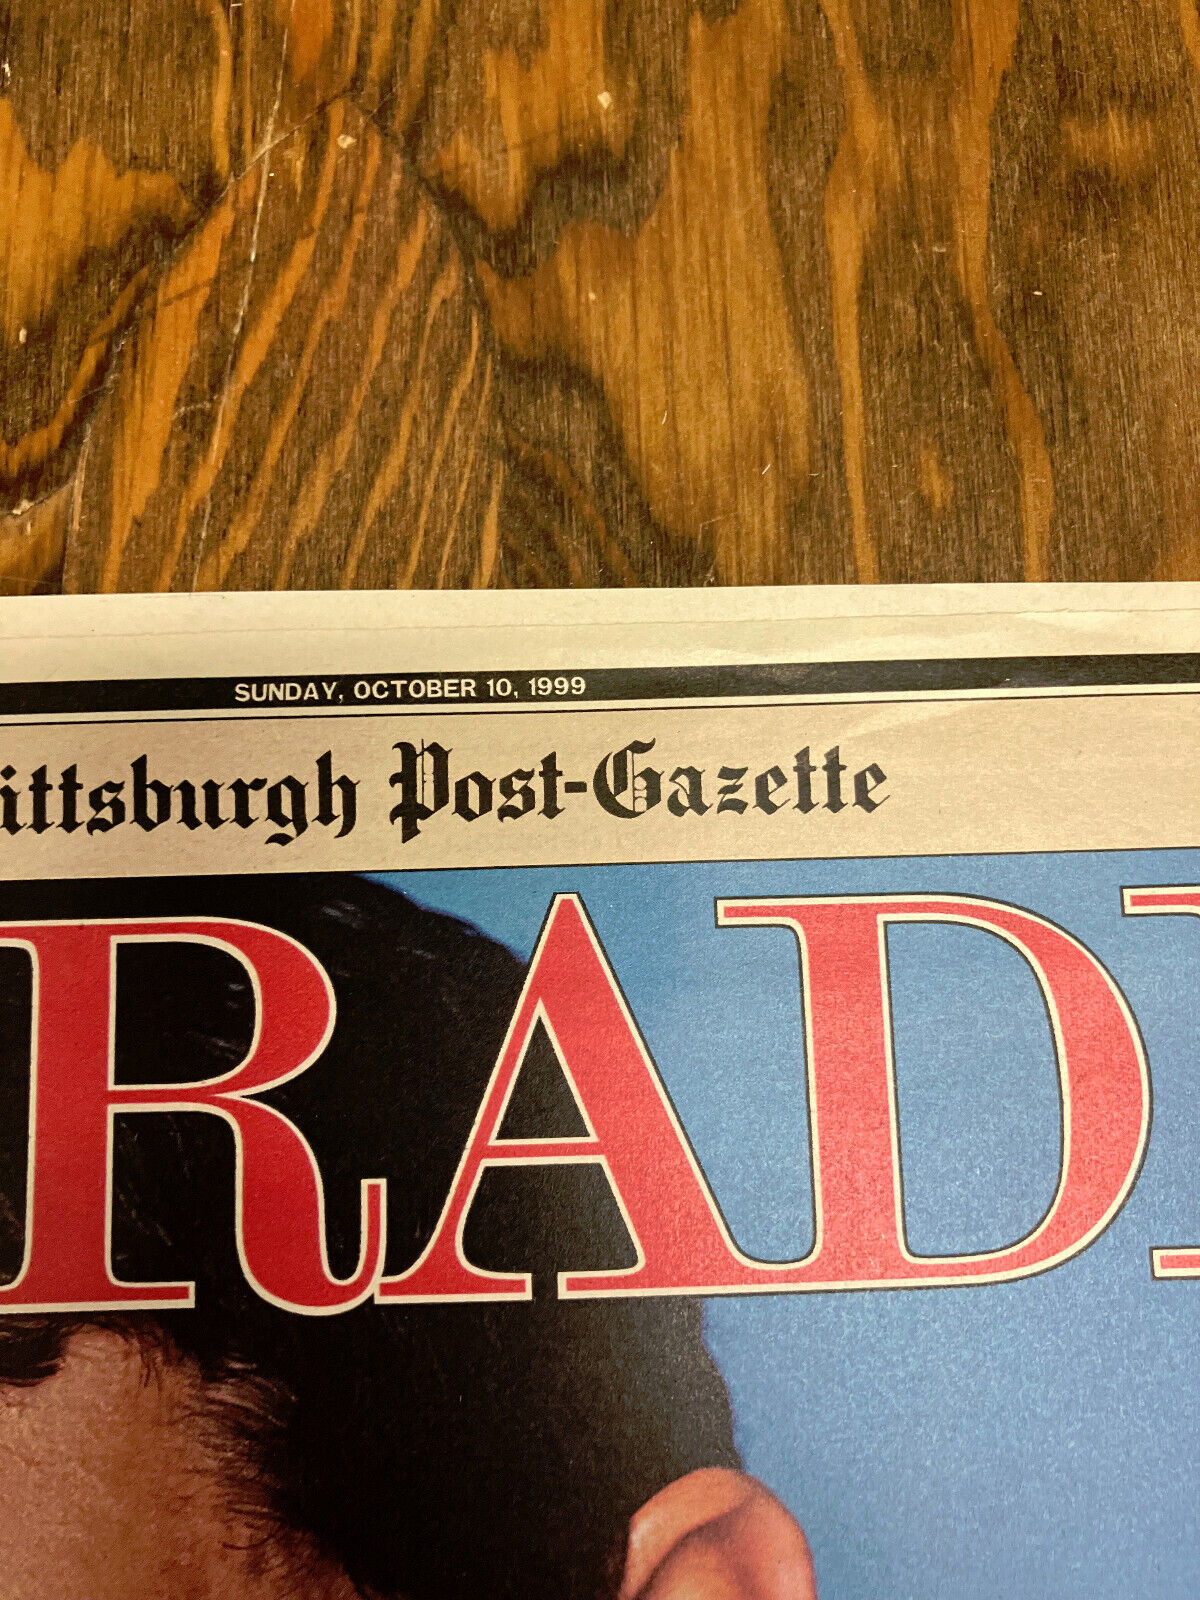 SUNDAY, OCTOBER 10, 1999
ittsburgh Post-Gazette
RAD